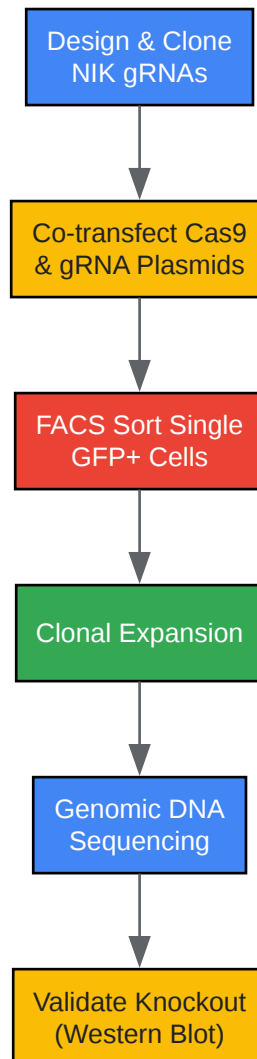 Design & Clone
NIK gRNAs
Co-transfect Cas9
& gRNA Plasmids
FACS Sort Single
GFP+ Cells
Clonal Expansion
Genomic DNA
Sequencing
Validate Knockout
(Western Blot)